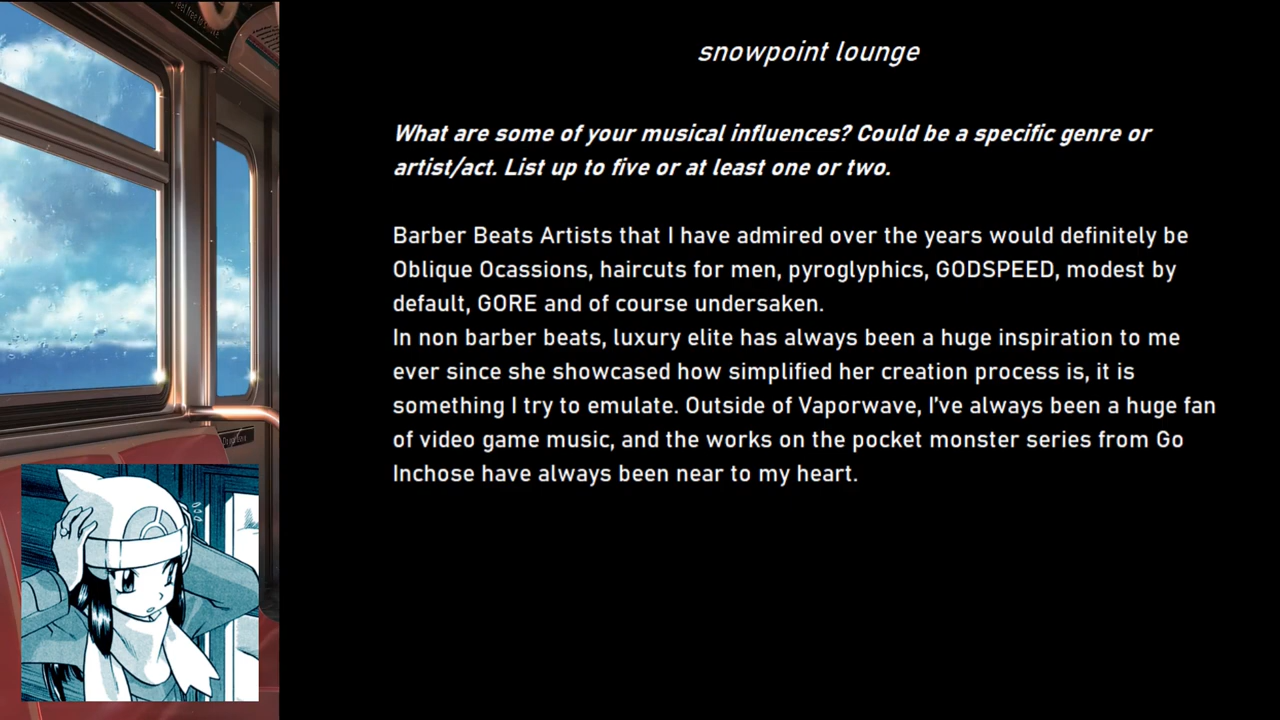 snowpoint lounge
What are some of your musical influences? Could be a specific genre or
artist/act. List up to five or at least one or two.
Barber Beats Artists that I have admired over the years would definitely be
Oblique Ocassions, haircuts for men, pyroglyphics, GODSPEED, modest by
default, GORE and of course undersaken.
In non barber beats, luxury elite has always been a huge inspiration to me
ever since she showcased how simplified her creation process is, it is
something I try to emulate. Outside of Vaporwave, I've always been a huge fan
of video game music, and the works on the pocket monster series from Go
Inchose have always been near to my heart.